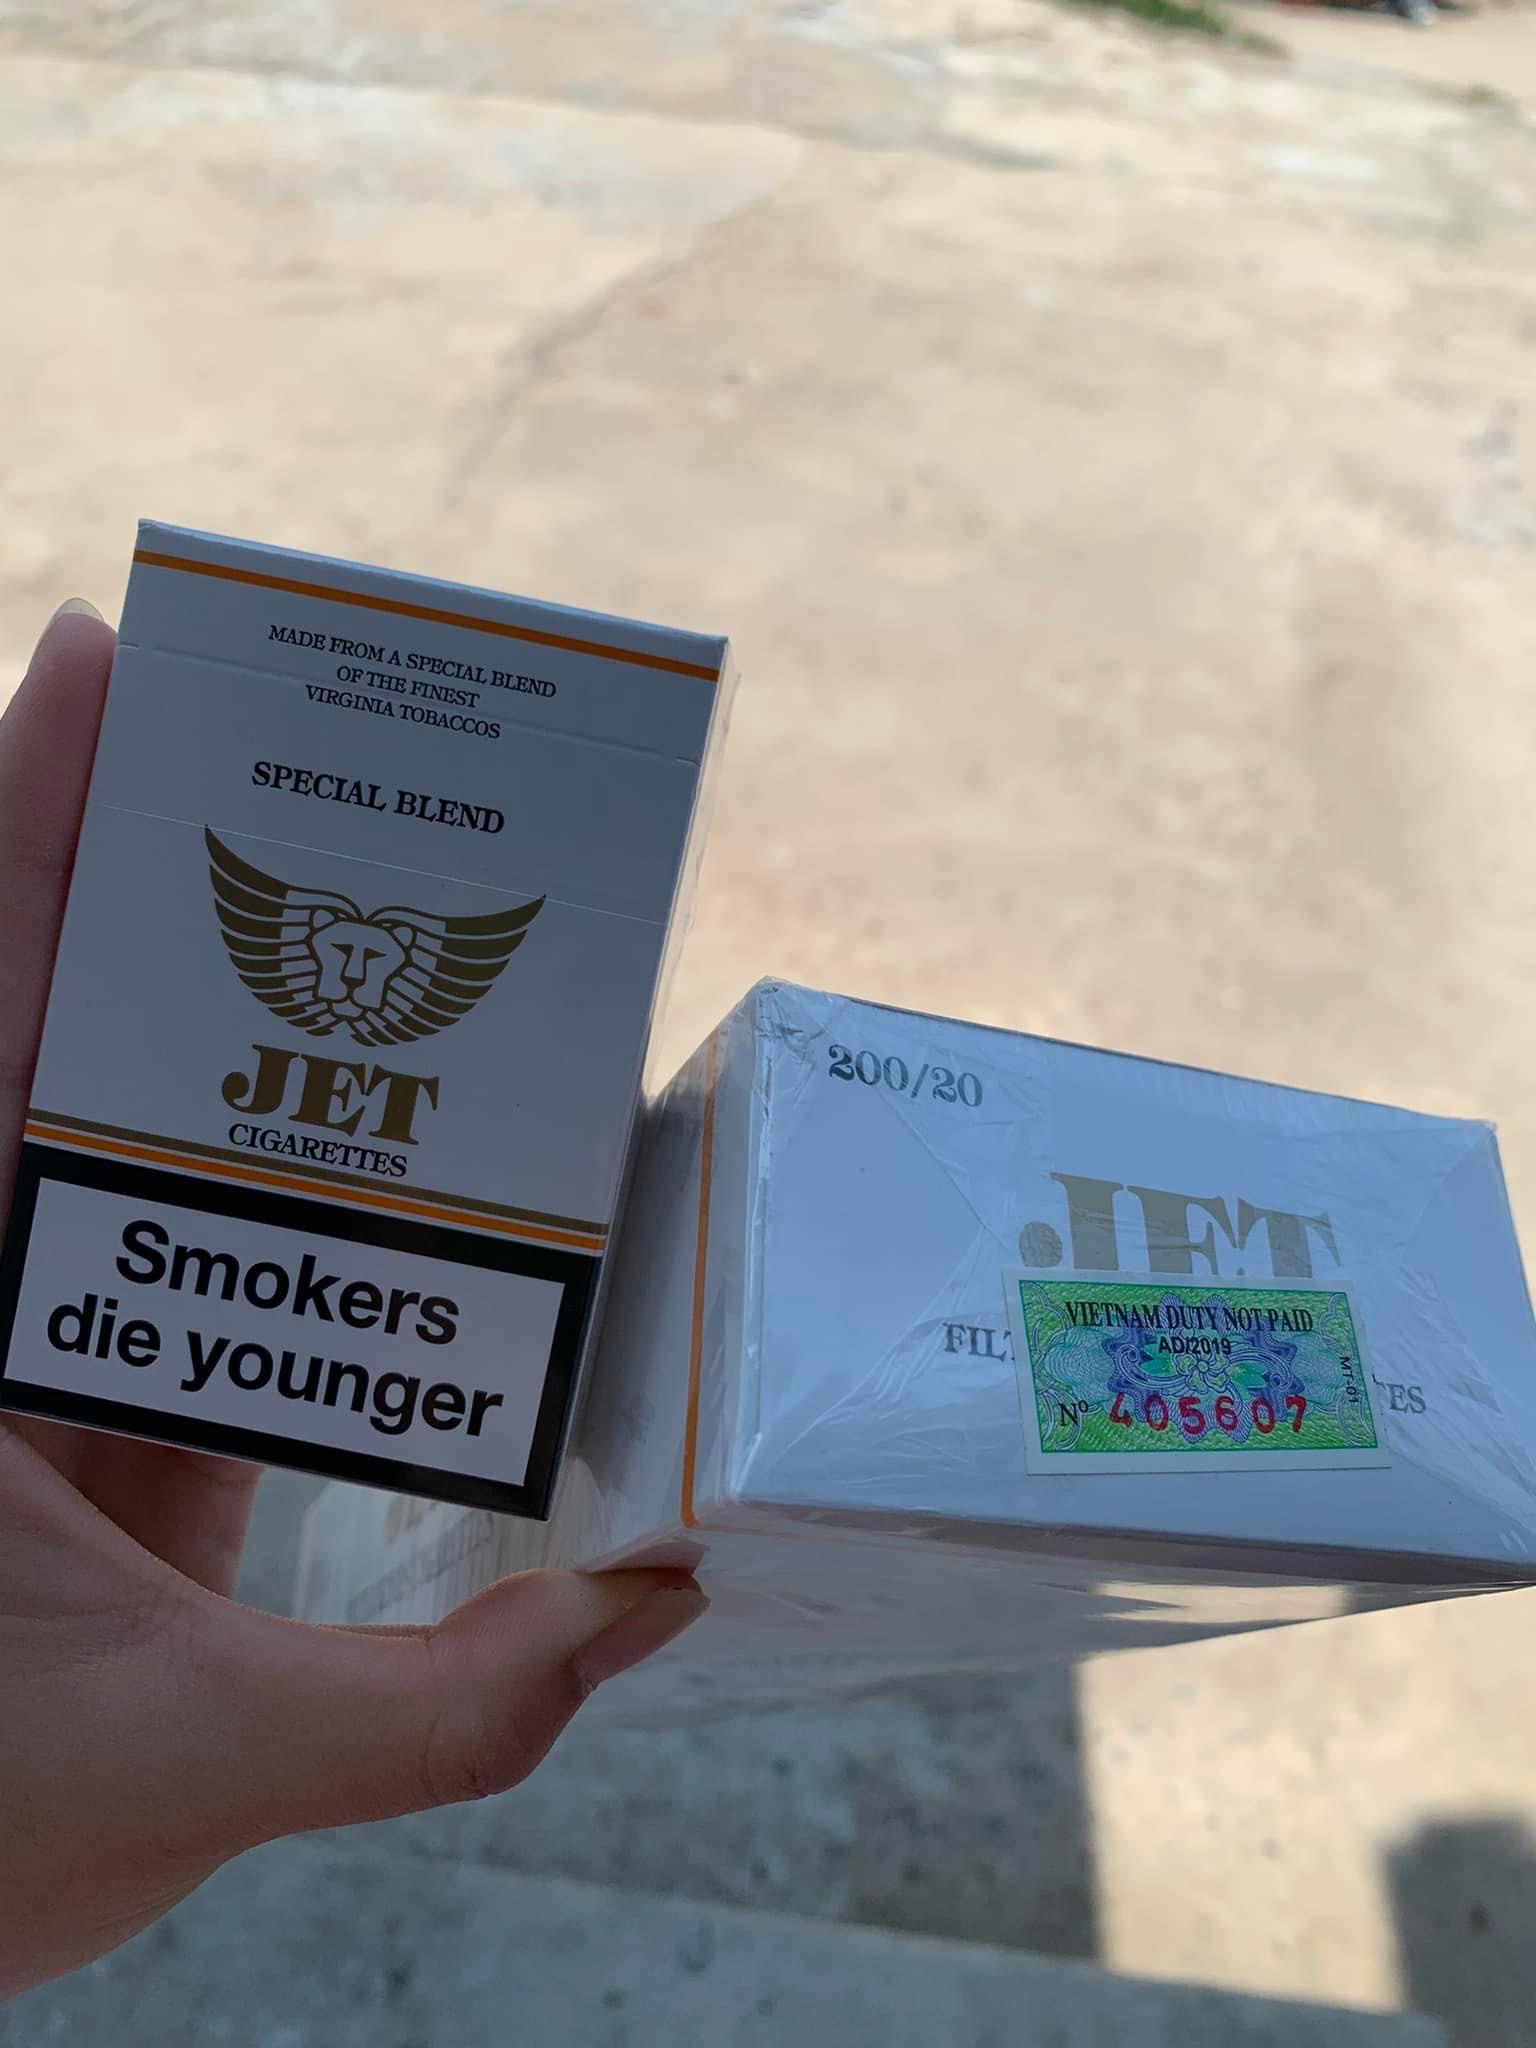 MADE FROM A SPECIAL BLEND
OF THE FINEST
VIRGINIA TOBACCOS
SPECIAL BLEND
JET
CIGARETTES
Smokers
die younger
200/20
JET
VIETNAM DUTY NOT PAID
AD/2019
Nº 405607
MT-01